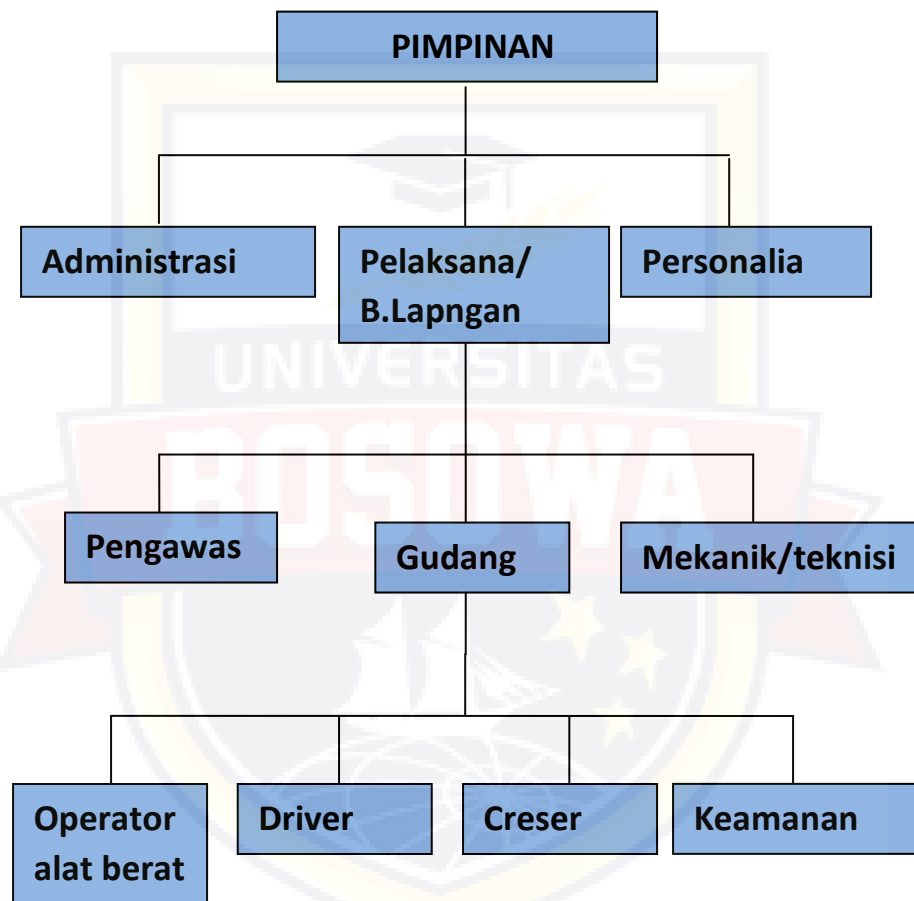 PIMPINAN
Administrasi
Pelaksana/
B.Lapngan
Personalia
UNIVERSITAS
BOSOWA
Pengawas
Gudang
Mekanik/teknisi
Operator
alat berat
Driver
Creser
Keamanan